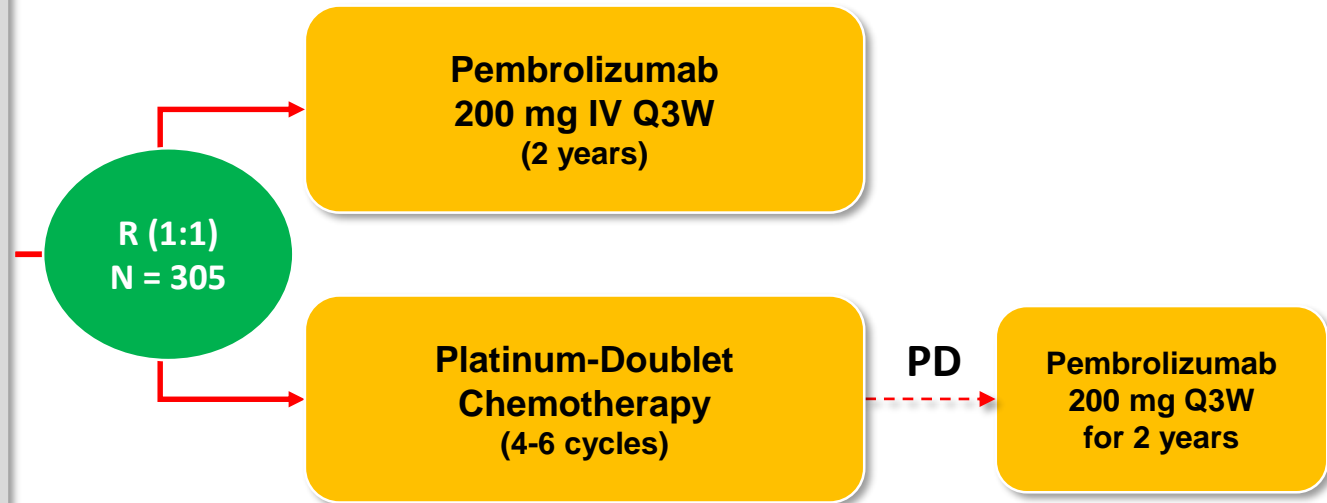 Pembrolizumab
200 mg IV Q3W
(2 years)
R (1:1)
N = 305
Platinum-Doublet
Chemotherapy
(4-6 cycles)
PD
Pembrolizumab
200 mg Q3W
for 2 years